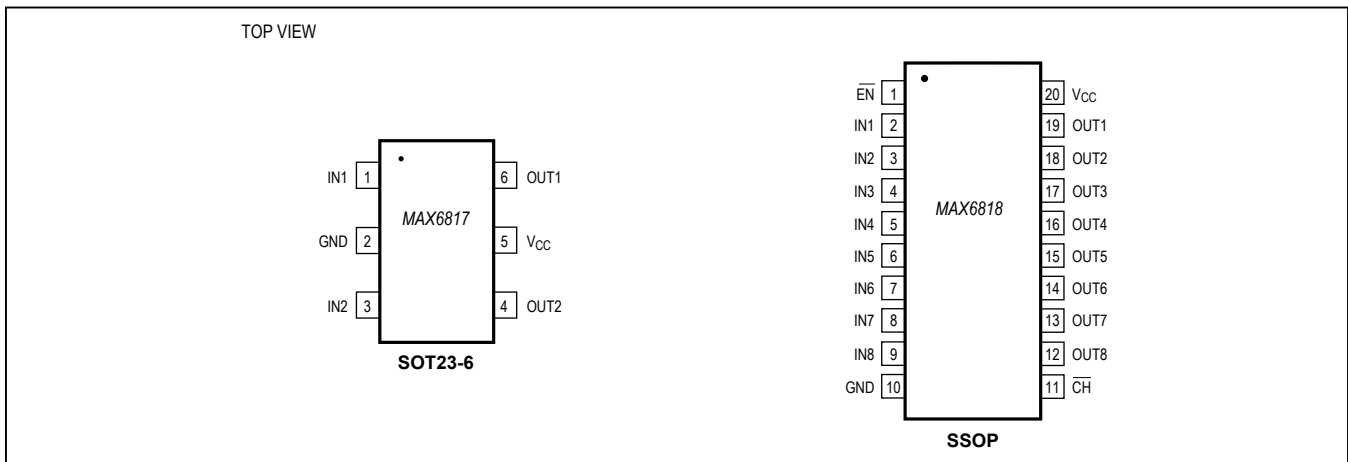 TOP VIEW
IN1 1 6 OUT1
MAX6817
GND 2 5 VCC
IN2 3 4 OUT2
SOT23-6
E̅N̅ 1 20 VCC
IN1 2 19 OUT1
IN2 3 18 OUT2
IN3 4 17 OUT3
MAX6818
IN4 5 16 OUT4
IN5 6 15 OUT5
IN6 7 14 OUT6
IN7 8 13 OUT7
IN8 9 12 OUT8
GND 10 11 C̅H̅
SSOP